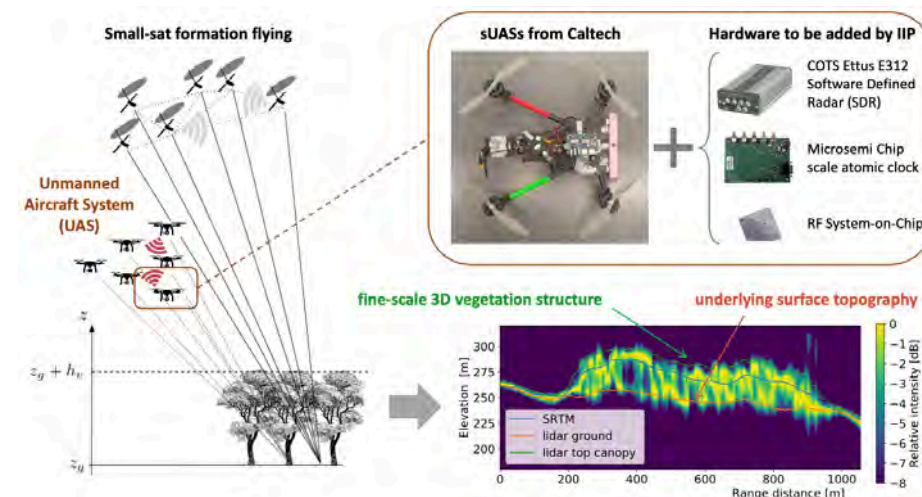 Small-sat formation flying
sUASs from Caltech
Hardware to be added by IIP
COTS Ettus E312
Software Defined
Radar (SDR)
Microsemi Chip
scale atomic clock
RF System-on-Chip
Unmanned
Aircraft System
(UAS)
z
z_g + h_v
z_g
fine-scale 3D vegetation structure
underlying surface topography
Elevation [m]
300
275
250
225
200
SRTM
lidar ground
lidar top canopy
0
200
400
600
800
1000
Range distance [m]
0
−1
−2
−3
−4
−5
−6
−7
−8
Relative intensity [dB]